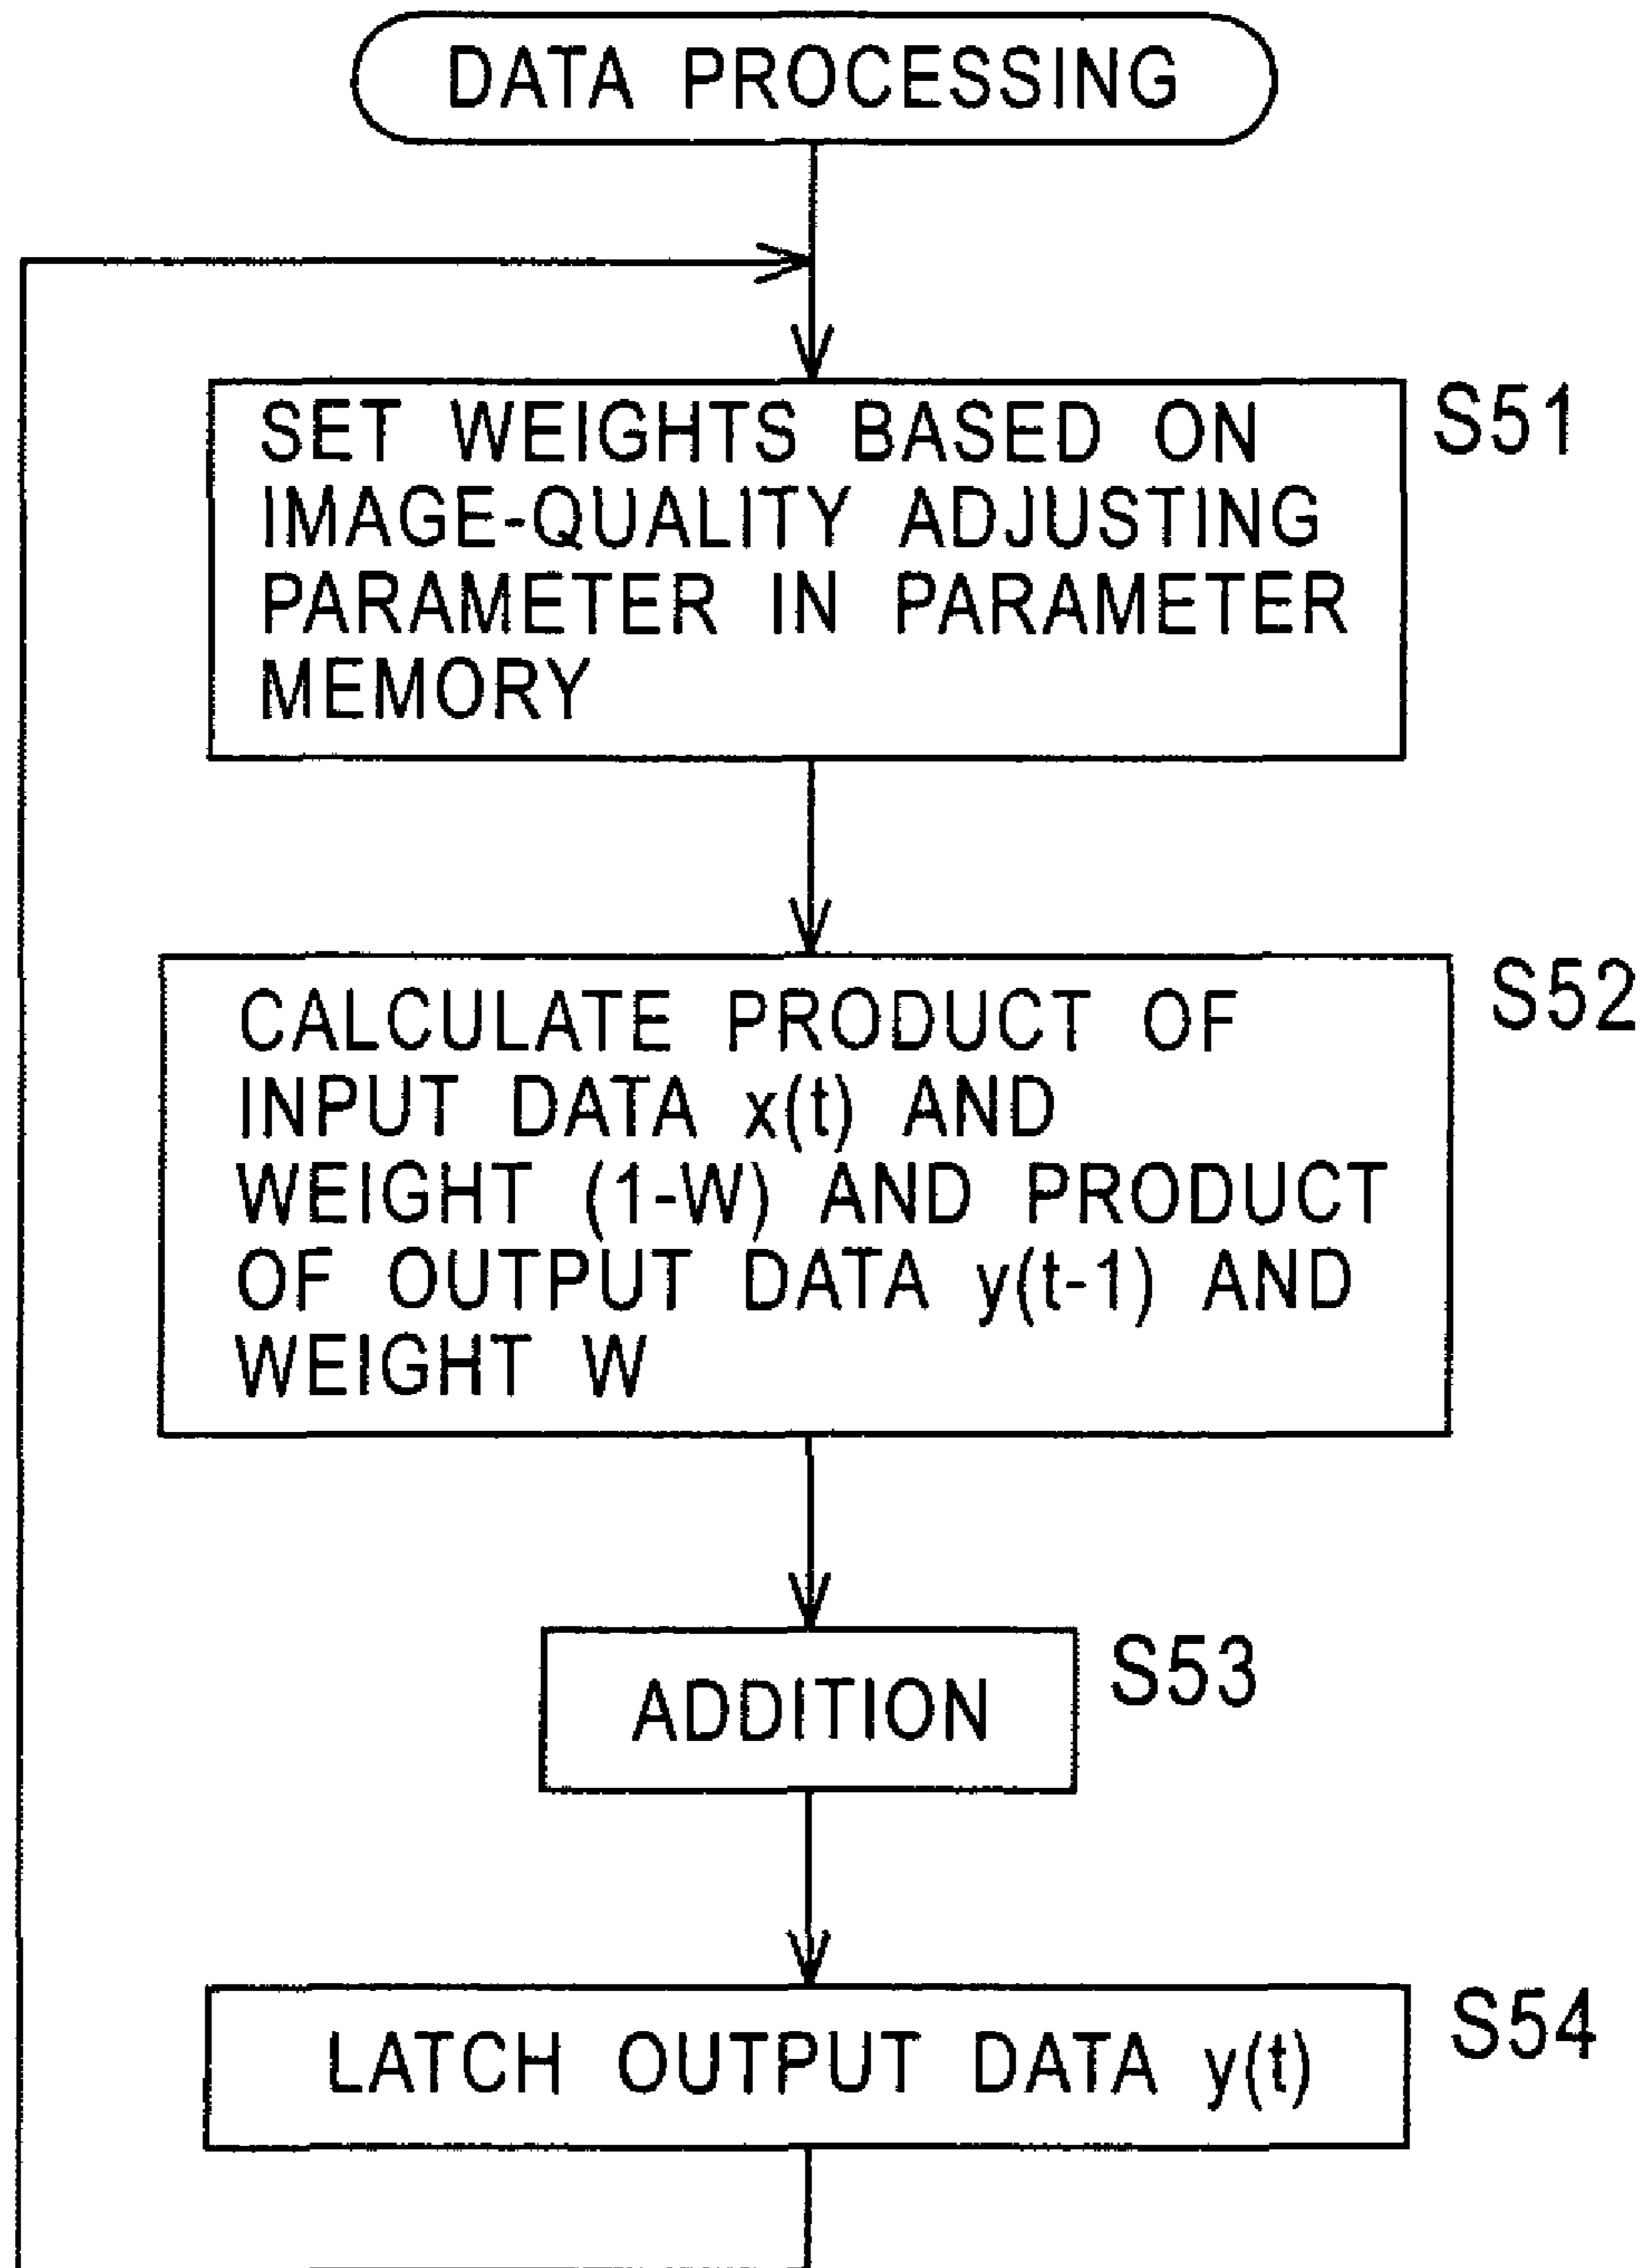 DATA PROCESSING
SET WEIGHTS BASED ON
IMAGE-QUALITY ADJUSTING
PARAMETER IN PARAMETER
MEMORY
S51
CALCULATE PRODUCT OF
INPUT DATA x(t) AND
WEIGHT (1-W) AND PRODUCT
OF OUTPUT DATA y(t-1) AND
WEIGHT W
S52
ADDITION
S53
LATCH OUTPUT DATA y(t)
S54